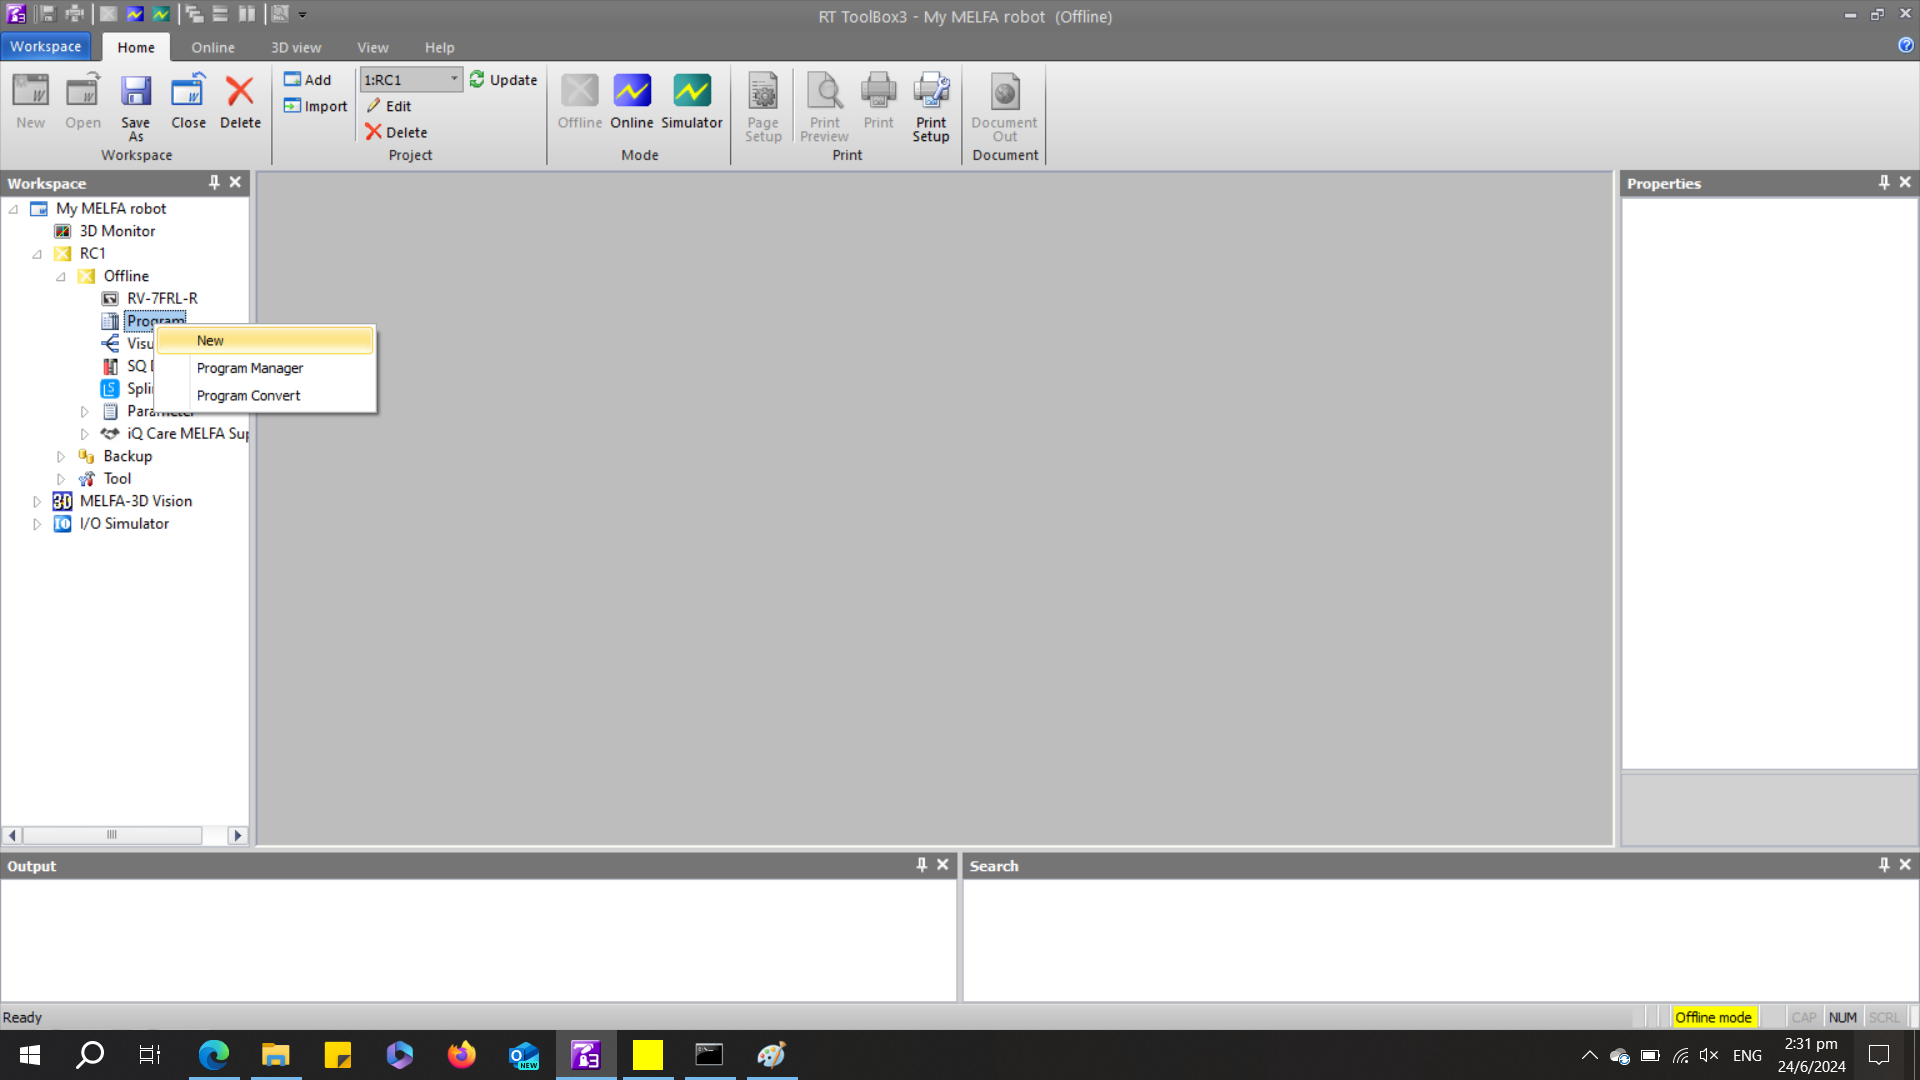 RT ToolBox3 - My MELFA robot (Offline)
Workspace
Home
Online
3D view
View
Help
New
Open
Save As
Close
Delete
Workspace
Add
Import
1:RC1
Edit
Delete
Update
Project
Offline
Online
Simulator
Mode
Page Setup
Print Preview
Print
Print Setup
Print
Document Out
Document
Workspace
My MELFA robot
3D Monitor
RC1
Offline
RV-7FRL-R
Program
New
Program Manager
Program Convert
Visu
SQ
Splin
Parameter
iQ Care MELFA Sup
Backup
Tool
MELFA-3D Vision
I/O Simulator
Properties
Output
Search
Ready
Offline mode
CAP
NUM
SCRL
ENG
2:31 pm
24/6/2024